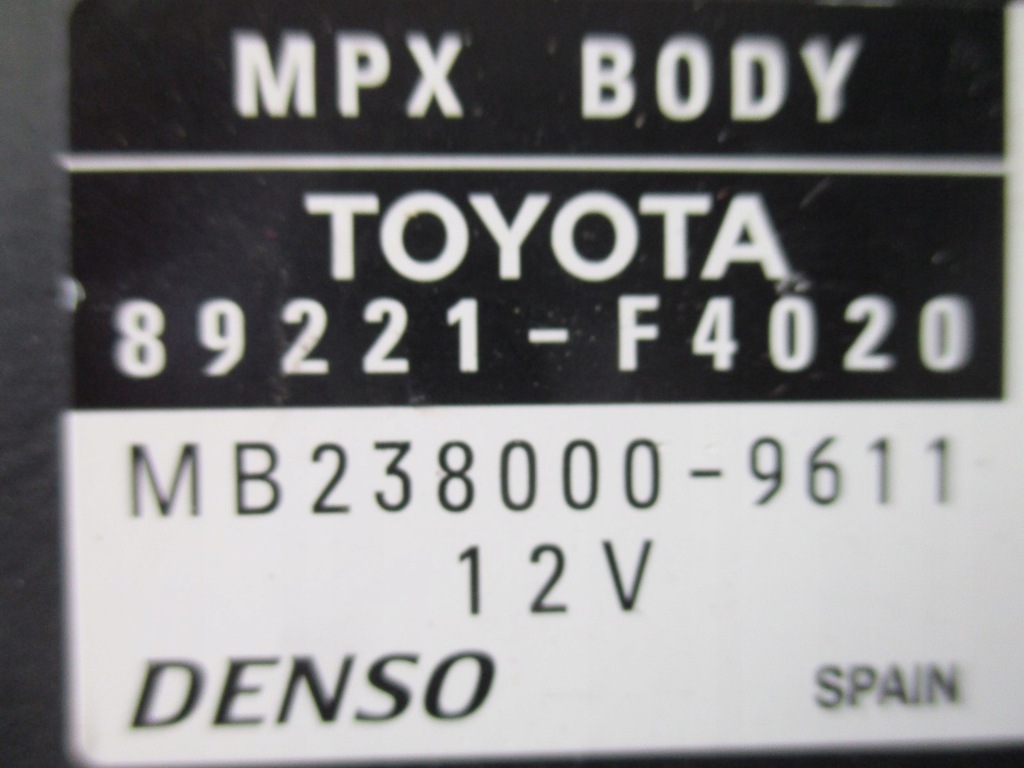 MPX BODY
TOYOTA
89221-F4020
MB238000-9611
12V
DENSO
SPAIN